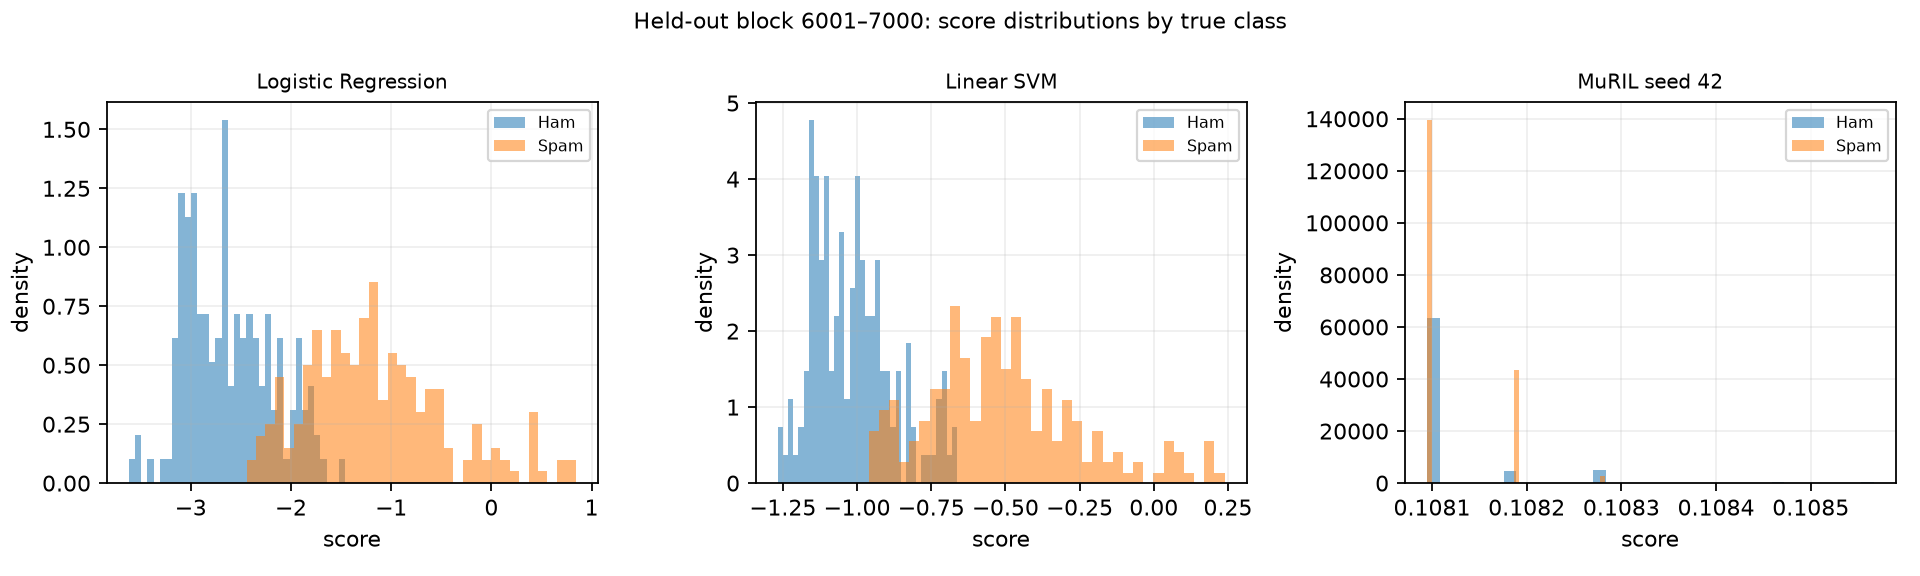 Held-out block 6001–7000: score distributions by true class
Logistic Regression
Ham
Spam
density
1.50
1.25
1.00
0.75
0.50
0.25
0.00
−3 −2 −1 0 1
score
Linear SVM
Ham
Spam
density
5
4
3
2
1
0
−1.25 −1.00 −0.75 −0.50 −0.25 0.00 0.25
score
MuRIL seed 42
Ham
Spam
density
140000
120000
100000
80000
60000
40000
20000
0
0.1081 0.1082 0.1083 0.1084 0.1085
score